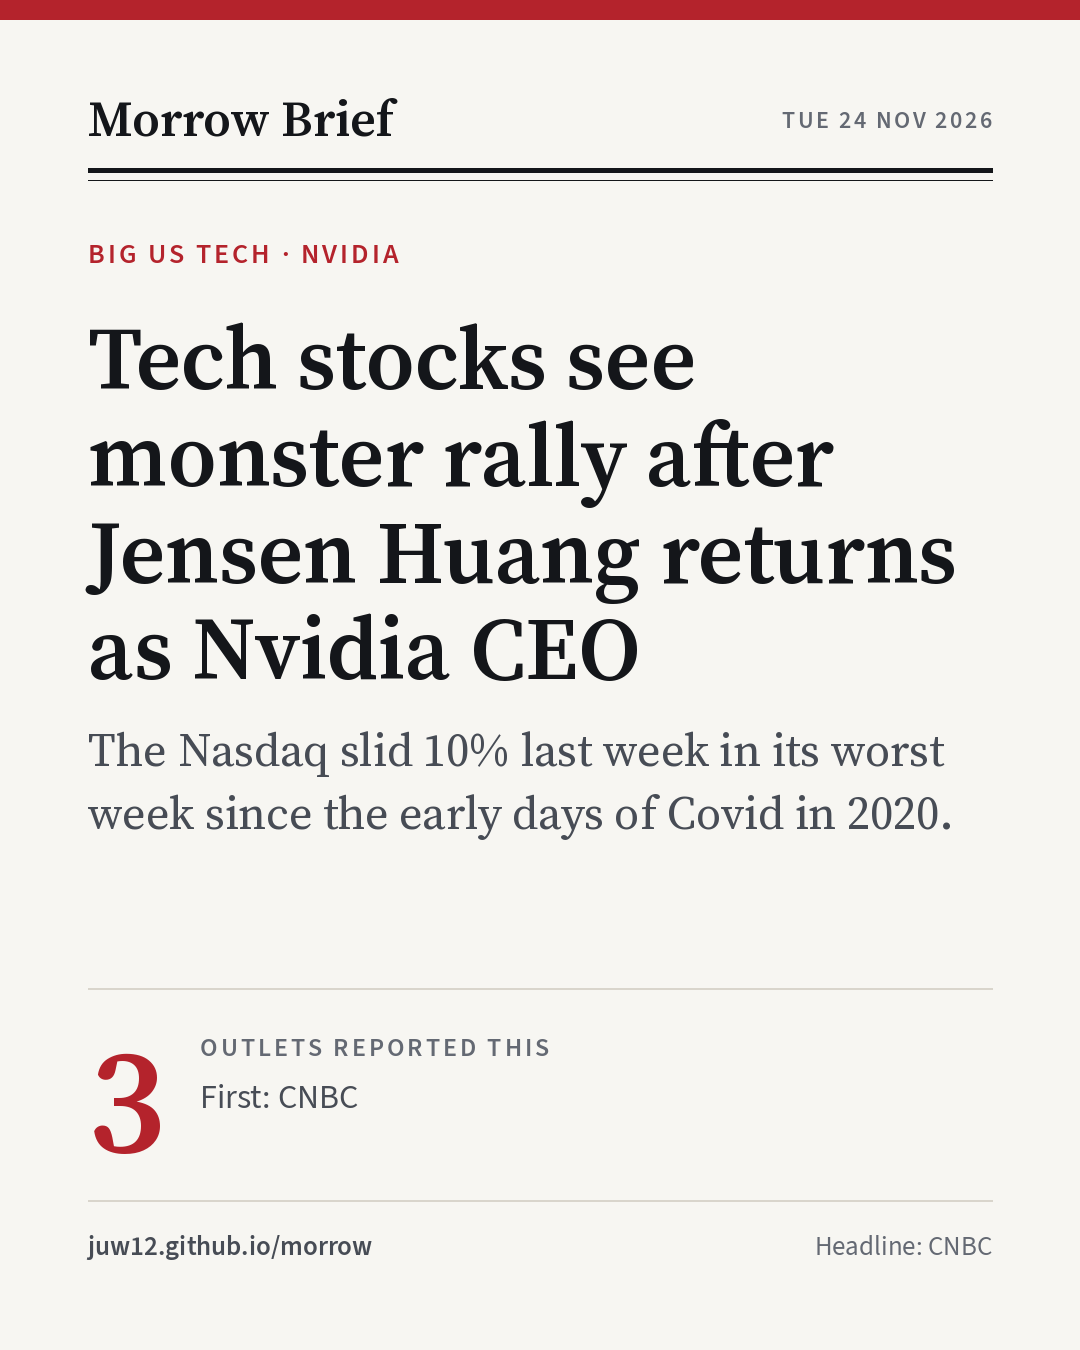 Morrow Brief
TUE 24 NOV 2026
BIG US TECH · NVIDIA
Tech stocks see
monster rally after
Jensen Huang returns
as Nvidia CEO
The Nasdaq slid 10% last week in its worst
week since the early days of Covid in 2020.
3
OUTLETS REPORTED THIS
First: CNBC
juw12.github.io/morrow
Headline: CNBC